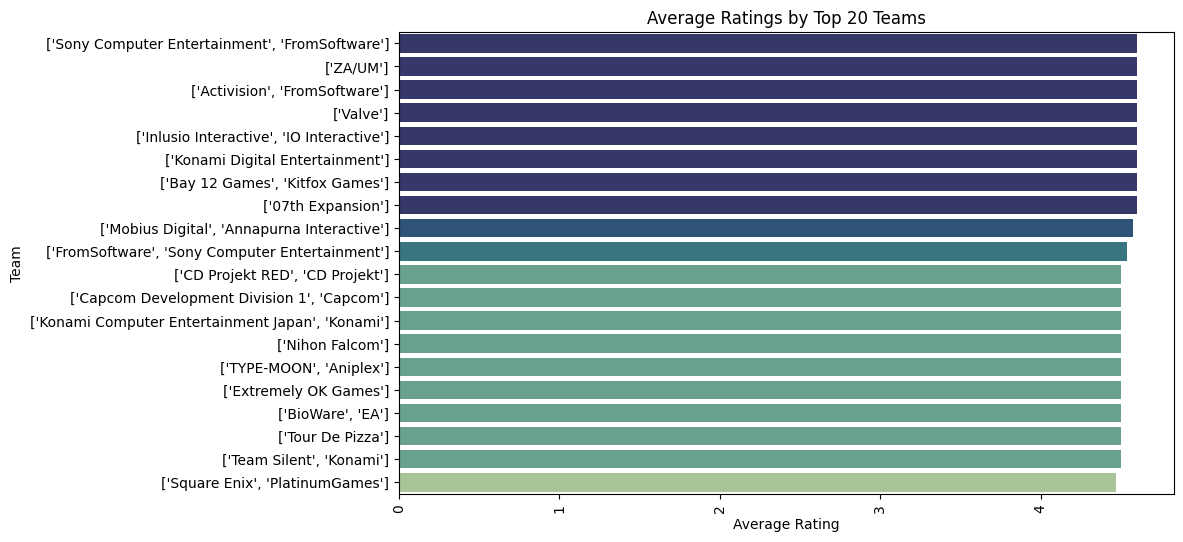 Average Ratings by Top 20 Teams
['Sony Computer Entertainment', 'FromSoftware']
['ZA/UM']
['Activision', 'FromSoftware']
['Valve']
['Inlusio Interactive', 'IO Interactive']
['Konami Digital Entertainment']
['Bay 12 Games', 'Kitfox Games']
['07th Expansion']
['Mobius Digital', 'Annapurna Interactive']
['FromSoftware', 'Sony Computer Entertainment']
['CD Projekt RED', 'CD Projekt']
['Capcom Development Division 1', 'Capcom']
['Konami Computer Entertainment Japan', 'Konami']
['Nihon Falcom']
['TYPE-MOON', 'Aniplex']
['Extremely OK Games']
['BioWare', 'EA']
['Tour De Pizza']
['Team Silent', 'Konami']
['Square Enix', 'PlatinumGames']
Team
0 1 2 3 4
Average Rating